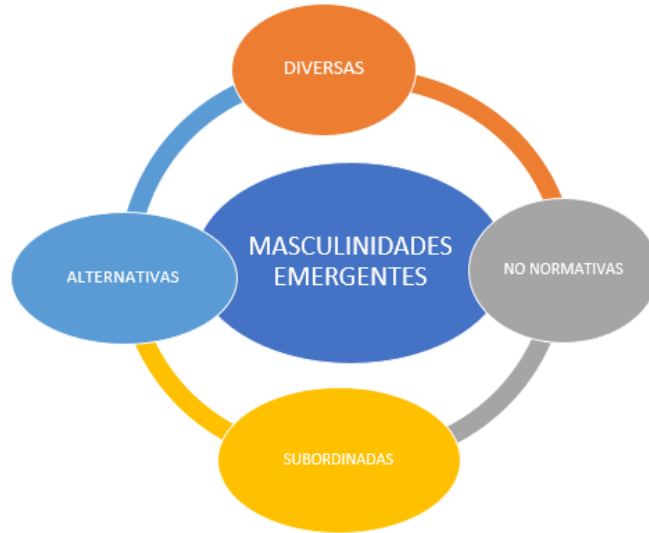 DIVERSAS
MASCULINIDADES
EMERGENTES
ALTERNATIVAS
NO NORMATIVAS
SUBORDINADAS